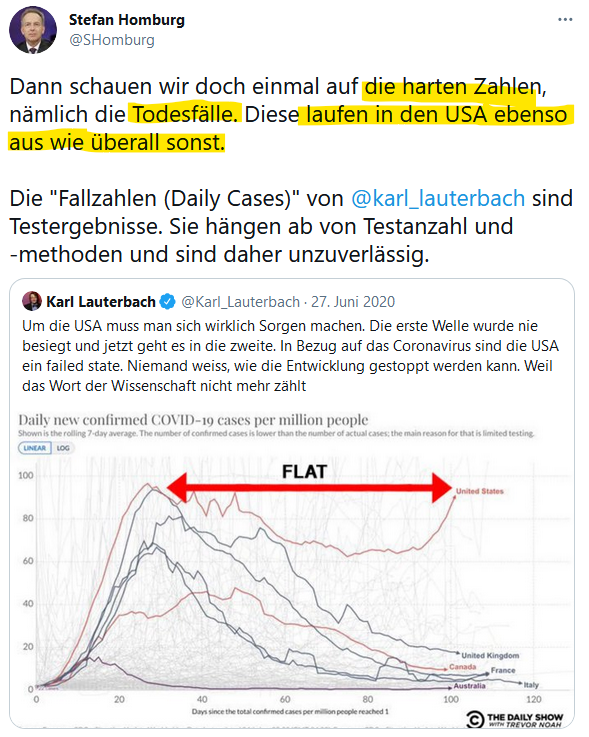 Stefan Homburg
@SHomburg
Dann schauen wir doch einmal auf die harten Zahlen,
nämlich die Todesfälle. Diese laufen in den USA ebenso
aus wie überall sonst.
Die "Fallzahlen (Daily Cases)" von @karl_lauterbach sind
Testergebnisse. Sie hängen ab von Testanzahl und
-methoden und sind daher unzuverlässig.
Karl Lauterbach @Karl_Lauterbach · 27. Juni 2020
Um die USA muss man sich wirklich Sorgen machen. Die erste Welle wurde nie
besiegt und jetzt geht es in die zweite. In Bezug auf das Coronavirus sind die USA
ein failed state. Niemand weiss, wie die Entwicklung gestoppt werden kann. Weil
das Wort der Wissenschaft nicht mehr zählt
Daily new confirmed COVID-19 cases per million people
Shown is the rolling 7-day average. The number of confirmed cases is lower than the number of actual cases; the main reason for that is limited testing.
LINEAR LOG
FLAT
100
United States
80
60
40
20
United Kingdom
Canada
France
Australia
Italy
0
0 20 40 60 80 100 120
Days since the total confirmed cases per million people reached 1
THE DAILY SHOW
WITH TREVOR NOAH